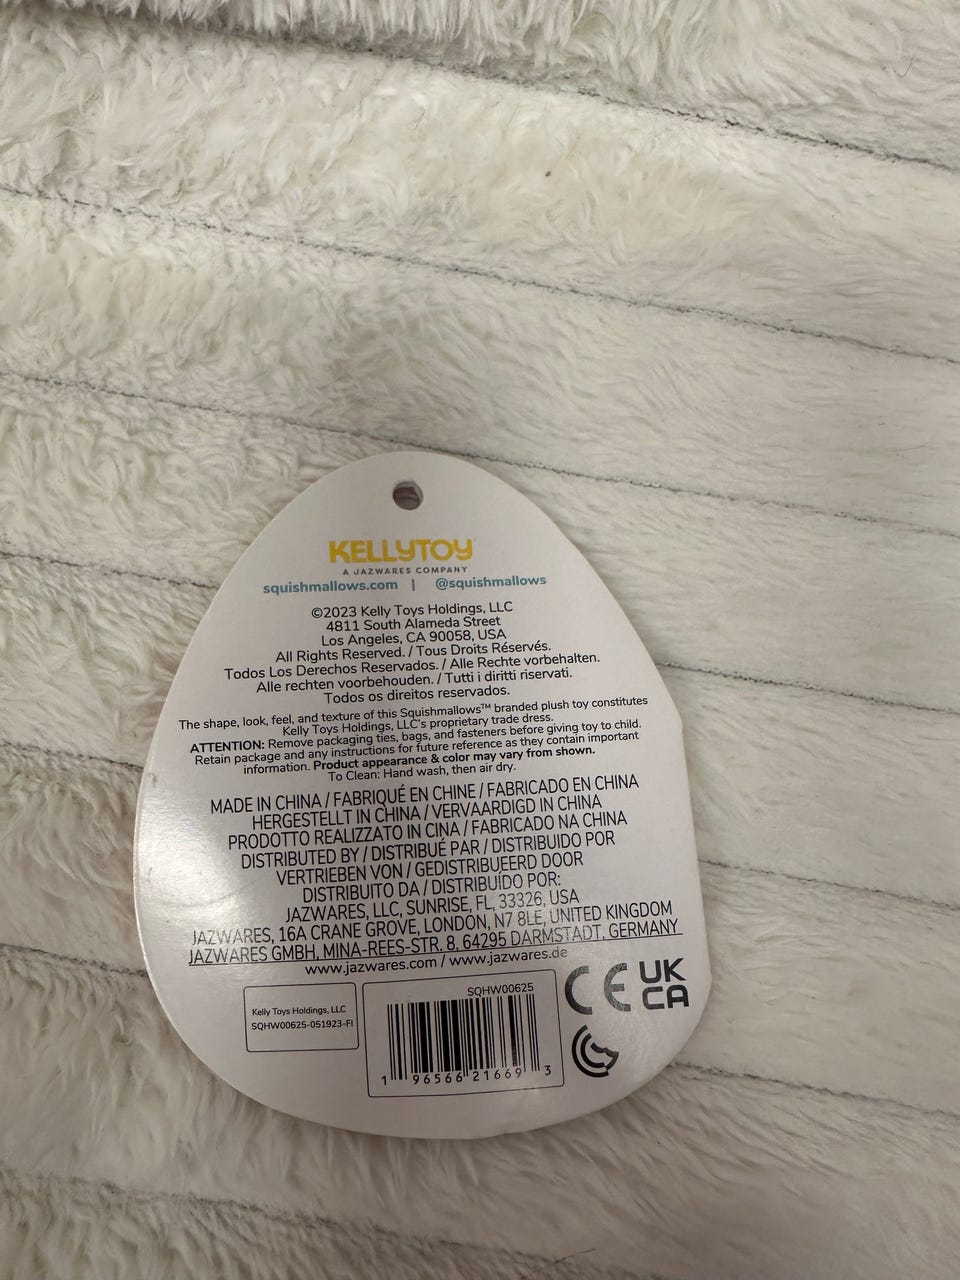 KELLYTOY
A JAZWARES COMPANY
squishmallows.com | @squishmallows
©2023 Kelly Toys Holdings, LLC
4811 South Alameda Street
Los Angeles, CA 90058, USA
All Rights Reserved. / Tous Droits Réservés.
Todos Los Derechos Reservados. / Alle Rechte vorbehalten.
Alle rechten voorbehouden. / Tutti i diritti riservati.
Todos os direitos reservados.
The shape, look, feel, and texture of this Squishmallows™ branded plush toy constitutes
Kelly Toys Holdings, LLC's proprietary trade dress.
ATTENTION: Remove packaging ties, bags, and fasteners before giving toy to child.
Retain package and any instructions for future reference as they contain important
information. Product appearance & color may vary from shown.
To Clean: Hand wash, then air dry.
MADE IN CHINA / FABRIQUÉ EN CHINE / FABRICADO EN CHINA
HERGESTELLT IN CHINA / VERVAARDIGD IN CHINA
PRODOTTO REALIZZATO IN CINA / FABRICADO NA CHINA
DISTRIBUTED BY / DISTRIBUÉ PAR / DISTRIBUIDO POR
VERTRIEBEN VON / GEDISTRIBUEERD DOOR
DISTRIBUITO DA / DISTRIBUÍDO POR:
JAZWARES, LLC, SUNRISE, FL, 33326, USA
JAZWARES, 16A CRANE GROVE, LONDON, N7 8LE, UNITED KINGDOM
JAZWARES GMBH, MINA-REES-STR. 8, 64295 DARMSTADT, GERMANY
www.jazwares.com / www.jazwares.de
Kelly Toys Holdings, LLC
SQHW00625-051923-FI
SQHW00625
1 96566 21669 3
CE
UK
CA